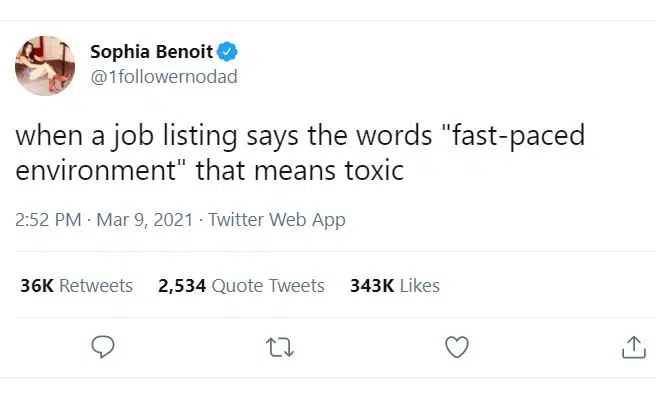 Sophia Benoit
@1followernodad
when a job listing says the words "fast-paced
environment" that means toxic
2:52 PM · Mar 9, 2021 · Twitter Web App
36K Retweets 2,534 Quote Tweets 343K Likes